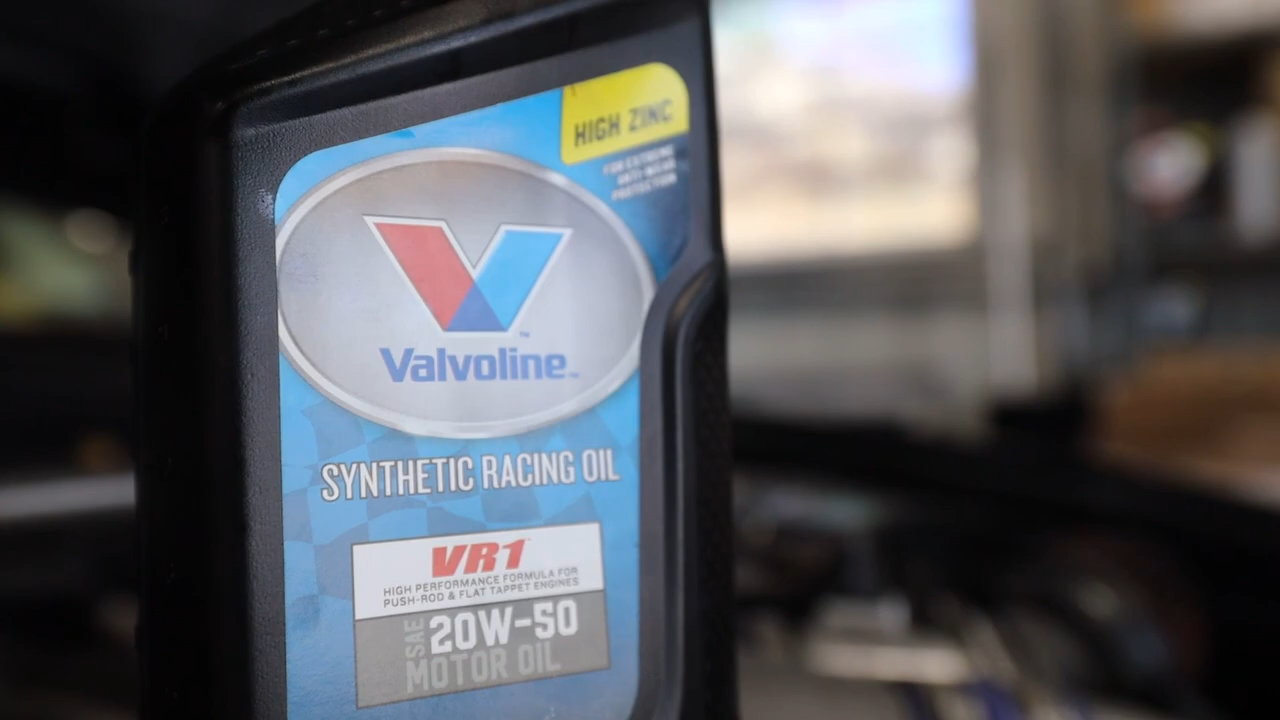 HIGH ZINC
FOR EXTREME
ANTI-WEAR
PROTECTION
Valvoline™
SYNTHETIC RACING OIL
VR1
HIGH PERFORMANCE FORMULA FOR
PUSH-ROD & FLAT TAPPET ENGINES
SAE 20W-50
MOTOR OIL